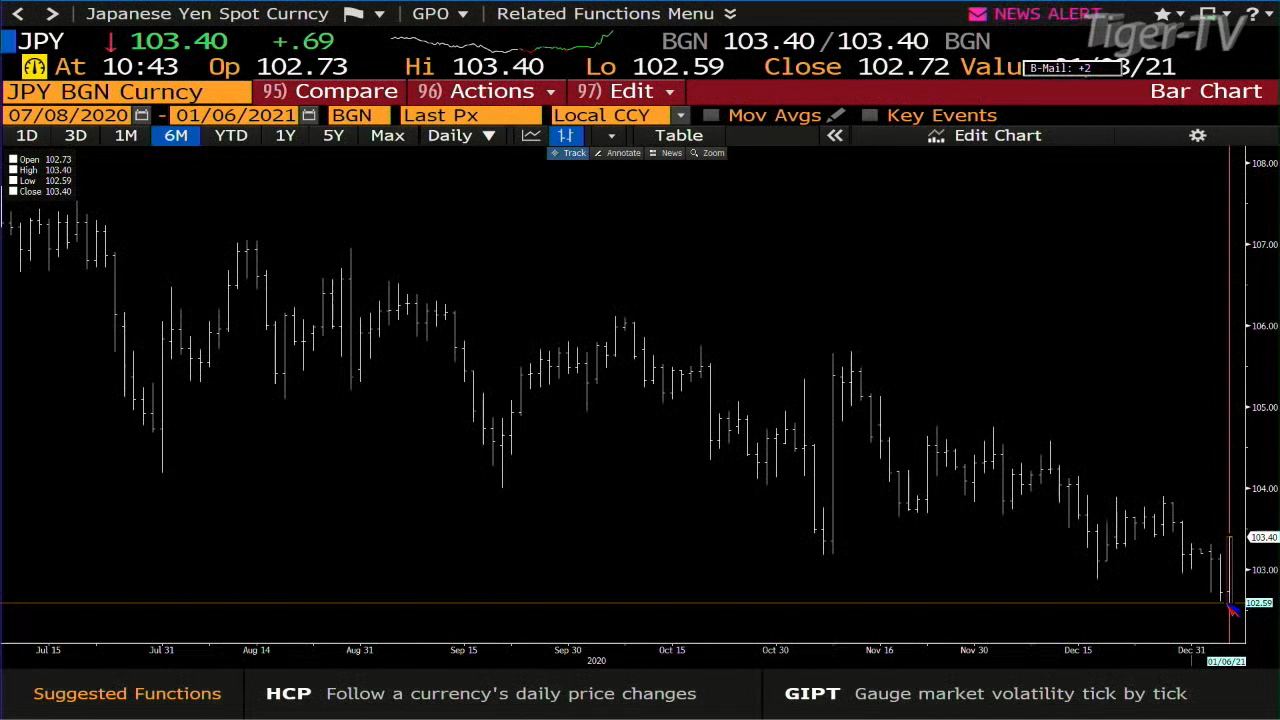 Japanese Yen Spot Curncy GPO Related Functions Menu NEWS ALERT ?
Tiger-TV
JPY ↓ 103.40 +.69 BGN 103.40/103.40 BGN
B-Mail: +2
At 10:43 Op 102.73 Hi 103.40 Lo 102.59 Close 102.72 Valu
JPY BGN Curncy 95) Compare 96) Actions 97) Edit Bar Chart
07/08/2020 - 01/06/2021 BGN Last Px Local CCY Mov Avgs Key Events
1D 3D 1M 6M YTD 1Y 5Y Max Daily ▼ Table « Edit Chart
Track Annotate News Zoom
Open 102.73
High 103.40
Low 102.59
Close 103.40
108.00
107.00
106.00
105.00
104.00
103.40
103.00
102.59
Jul 15 Jul 31 Aug 14 Aug 31 Sep 15 Sep 30 Oct 15 Oct 30 Nov 16 Nov 30 Dec 15 Dec 31
2020 01/06/21
Suggested Functions HCP Follow a currency's daily price changes GIPT Gauge market volatility tick by tick